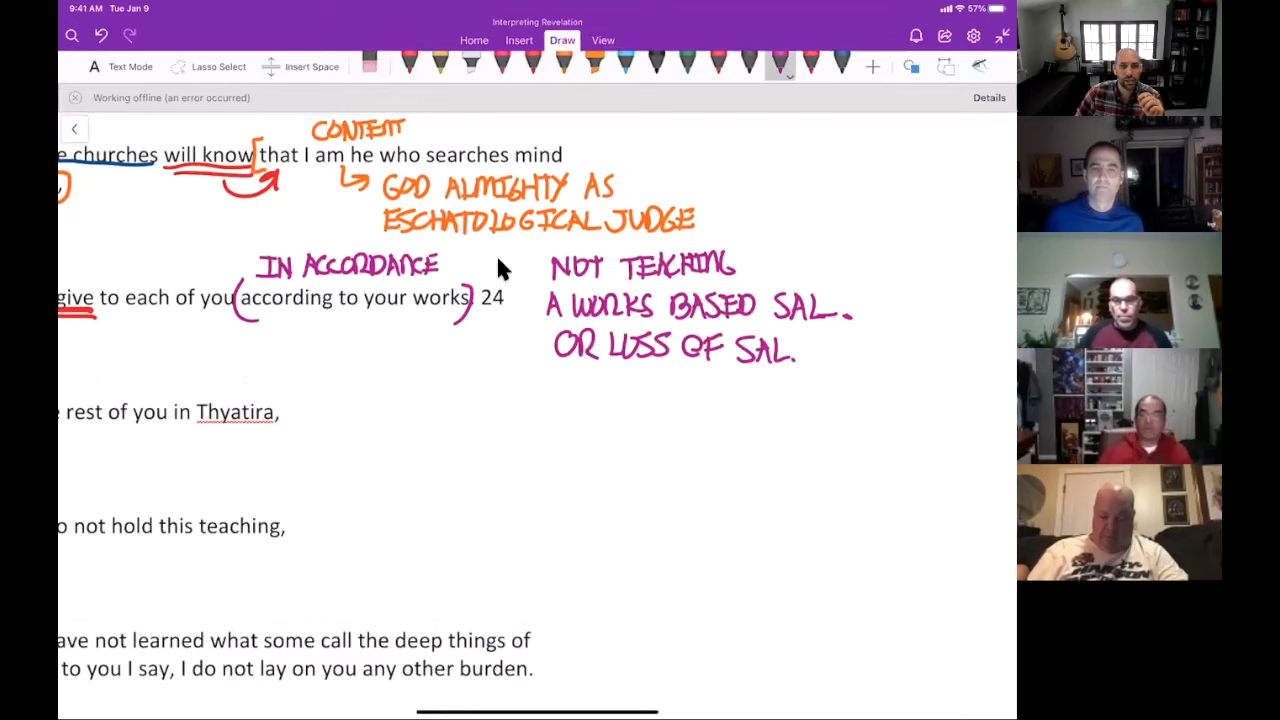 9:41 AM Tue Jan 9
57%
Interpreting Revelation
Home Insert Draw View
Text Mode Lasso Select Insert Space
Working offline (an error occurred) Details
CONTENT
e churches will know that I am he who searches mind
GOD ALMIGHTY AS
ESCHATOLOGICAL JUDGE
IN ACCORDANCE
give to each of you according to your works. 24
NOT TEACHING
A WORKS BASED SAL.
OR LOSS OF SAL.
e rest of you in Thyatira,
o not hold this teaching,
ave not learned what some call the deep things of
to you I say, I do not lay on you any other burden.